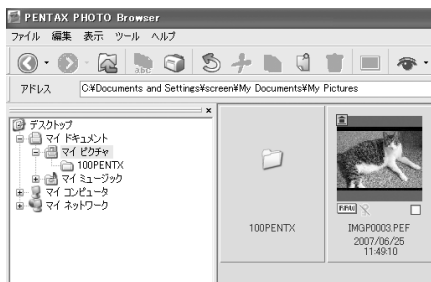 PENTAX PHOTO Browser
ファイル 編集 表示 ツール ヘルプ
abc
アドレス C:¥Documents and Settings¥screen¥My Documents¥My Pictures
×
デスクトップ
マイ ドキュメント
マイ ピクチャ
100PENTX
マイ ミュージック
マイ コンピュータ
マイ ネットワーク
100PENTX
IMGP0003.PEF
2007/06/25
11:49:10